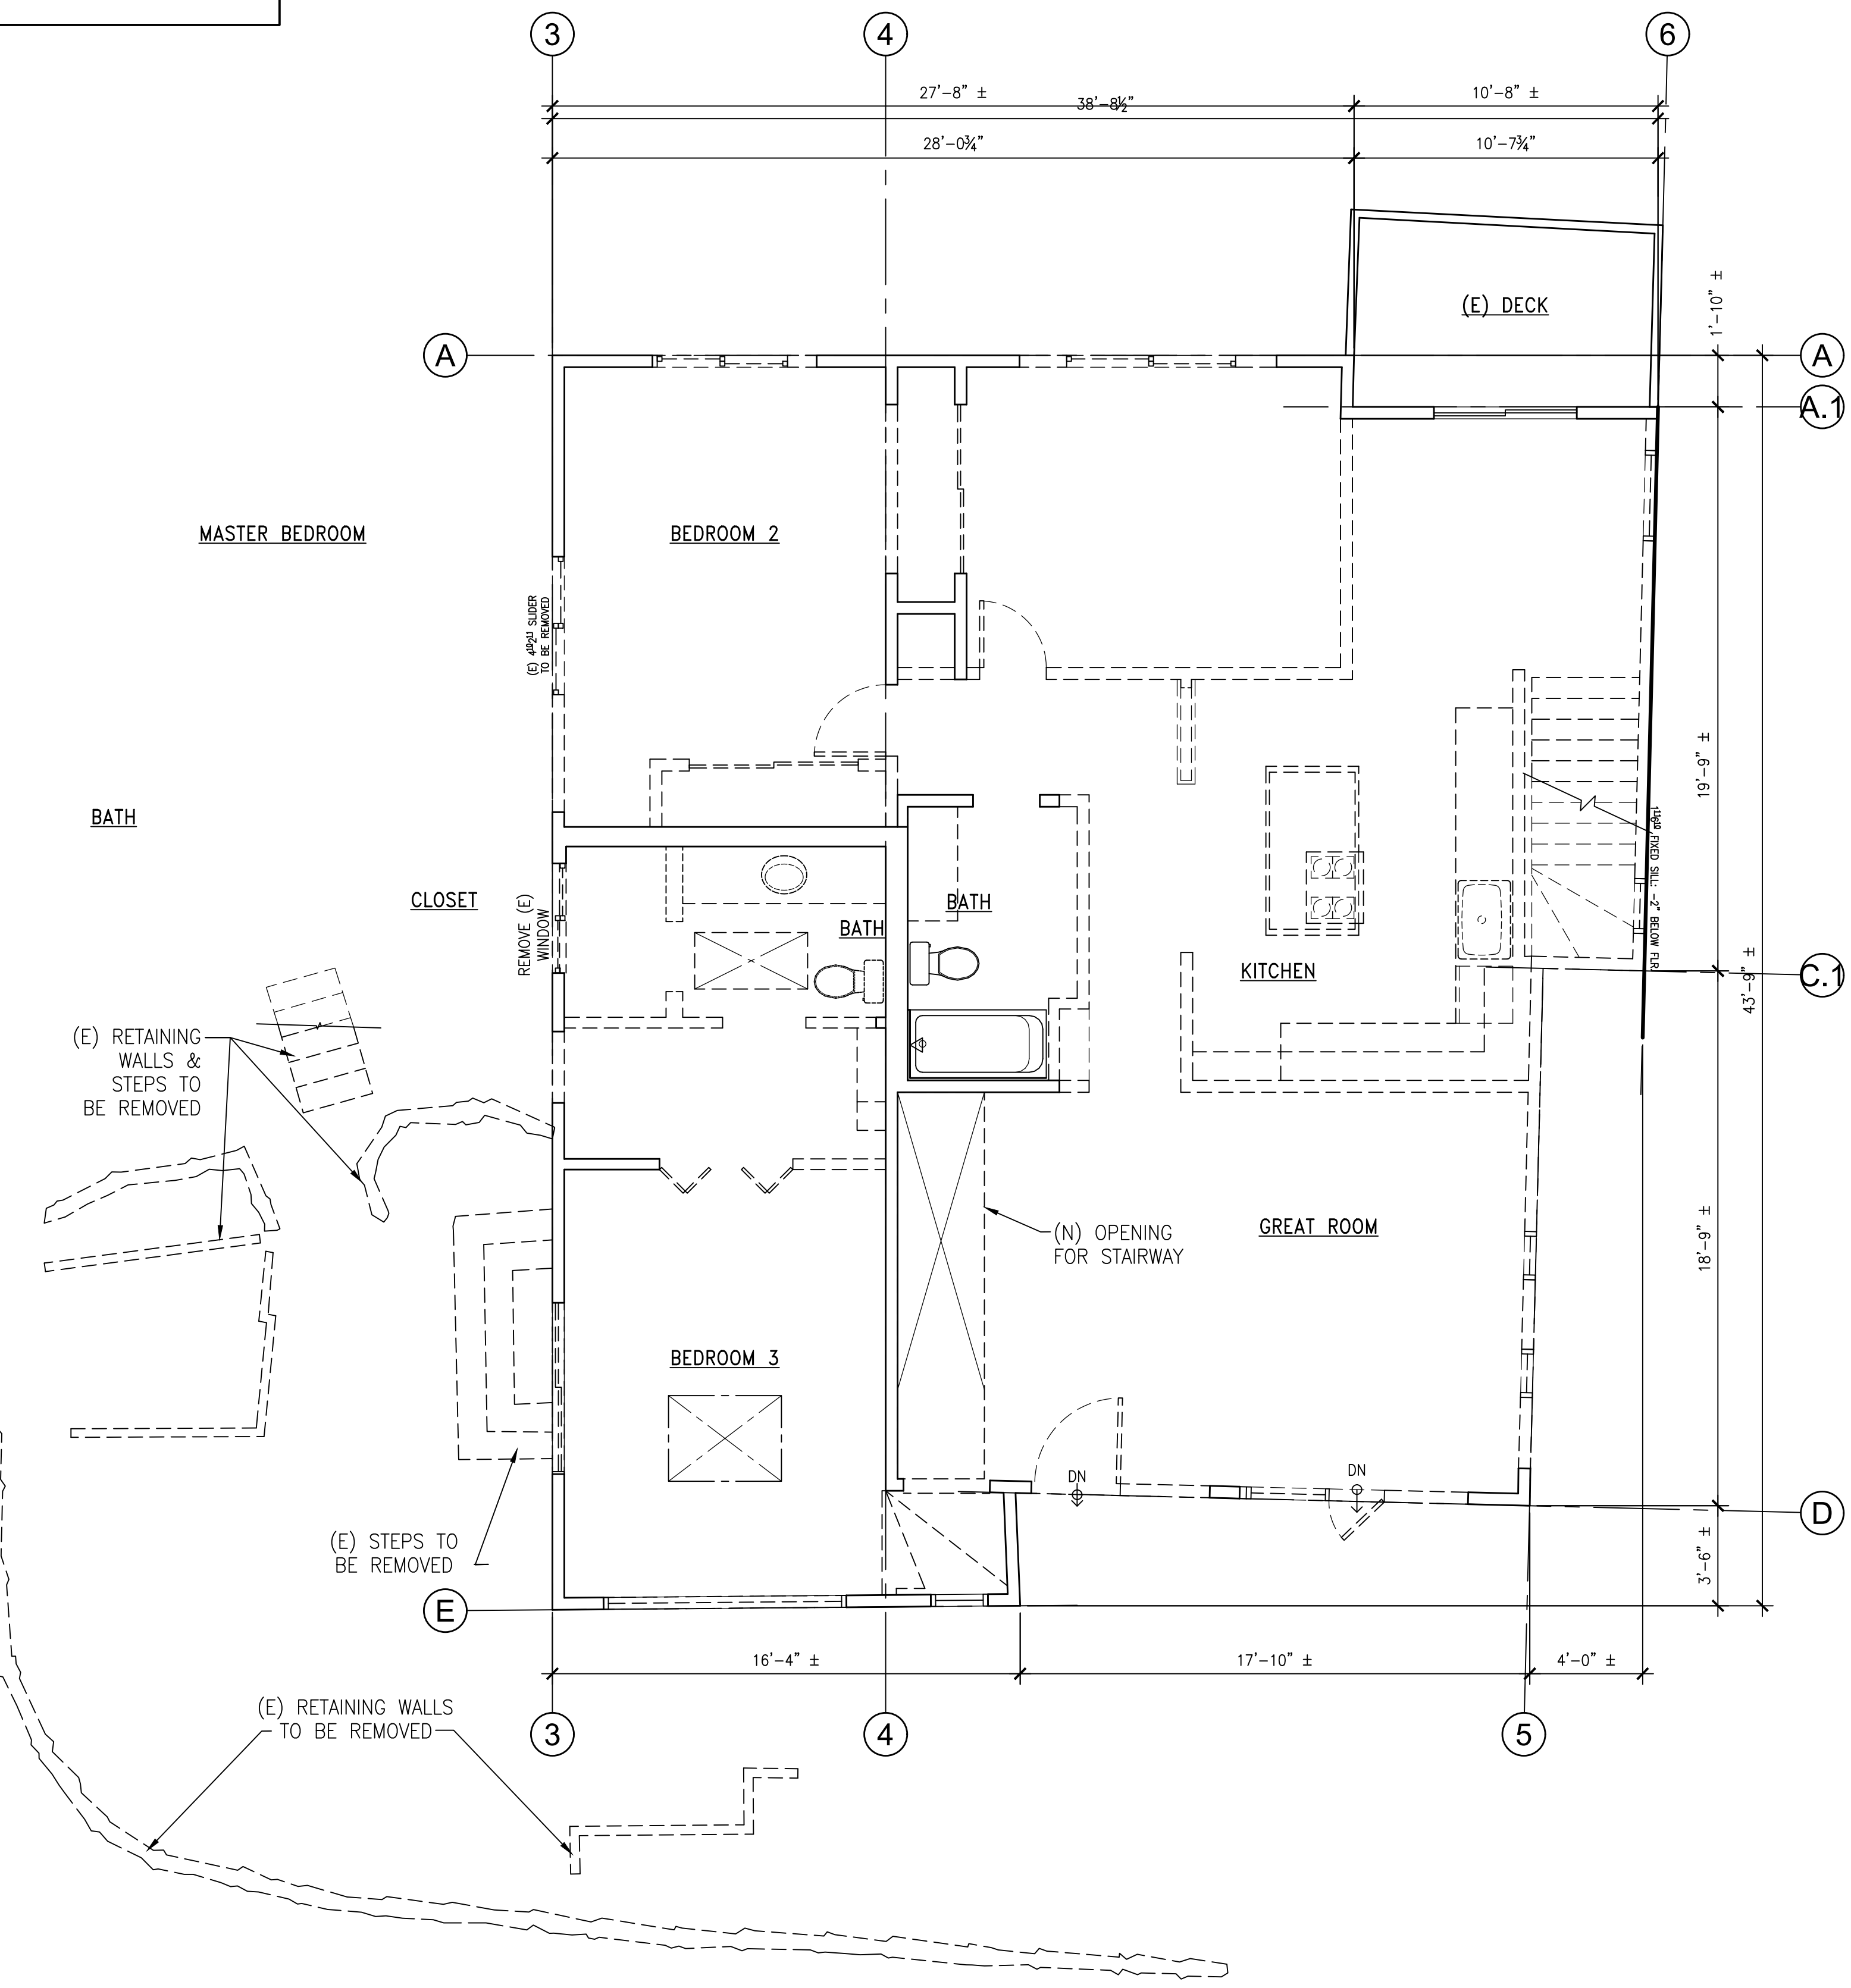 3
4
6
27'-8" ±
10'-8" ±
38'-8½"
28'-0¾"
10'-7¾"
(E) DECK
1'-10" ±
A
A
A.1
MASTER BEDROOM
BEDROOM 2
(E) 4¹⁰2¹¹ SLIDER
TO BE REMOVED
19'-9" ±
BATH
CLOSET
REMOVE (E)
WINDOW
BATH
BATH
KITCHEN
FIXED SILL: -2" BELOW FLR.
43'-9" ±
C.1
(E) RETAINING
WALLS &
STEPS TO
BE REMOVED
(N) OPENING
FOR STAIRWAY
GREAT ROOM
18'-9" ±
BEDROOM 3
DN
DN
D
(E) STEPS TO
BE REMOVED
3'-6" ±
E
16'-4" ±
17'-10" ±
4'-0" ±
(E) RETAINING WALLS
TO BE REMOVED
3
4
5